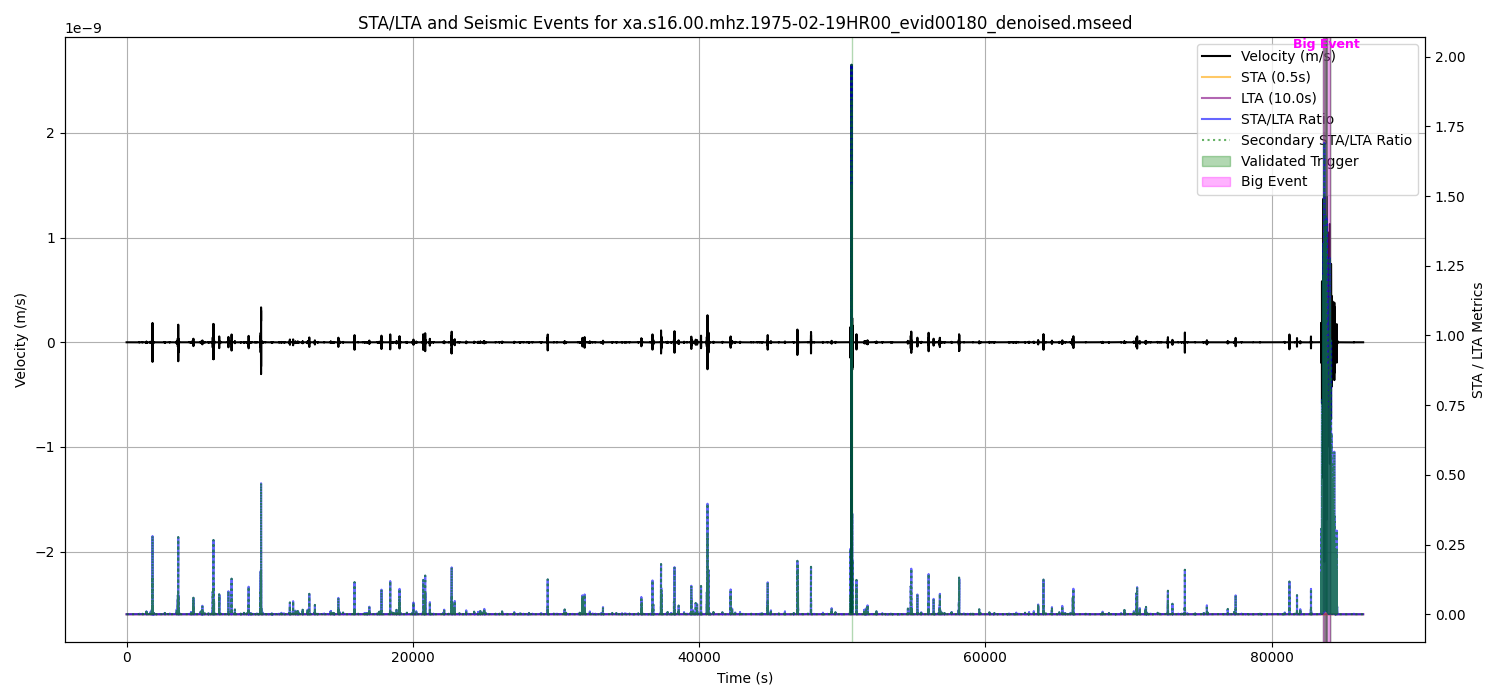 STA/LTA and Seismic Events for xa.s16.00.mhz.1975-02-19HR00_evid00180_denoised.mseed
1e−9
Big Event
Velocity (m/s)
STA (0.5s)
LTA (10.0s)
STA/LTA Ratio
Secondary STA/LTA Ratio
Validated Trigger
Big Event
2
1
0
−1
−2
Velocity (m/s)
2.00
1.75
1.50
1.25
1.00
0.75
0.50
0.25
0.00
STA / LTA Metrics
0
20000
40000
60000
80000
Time (s)